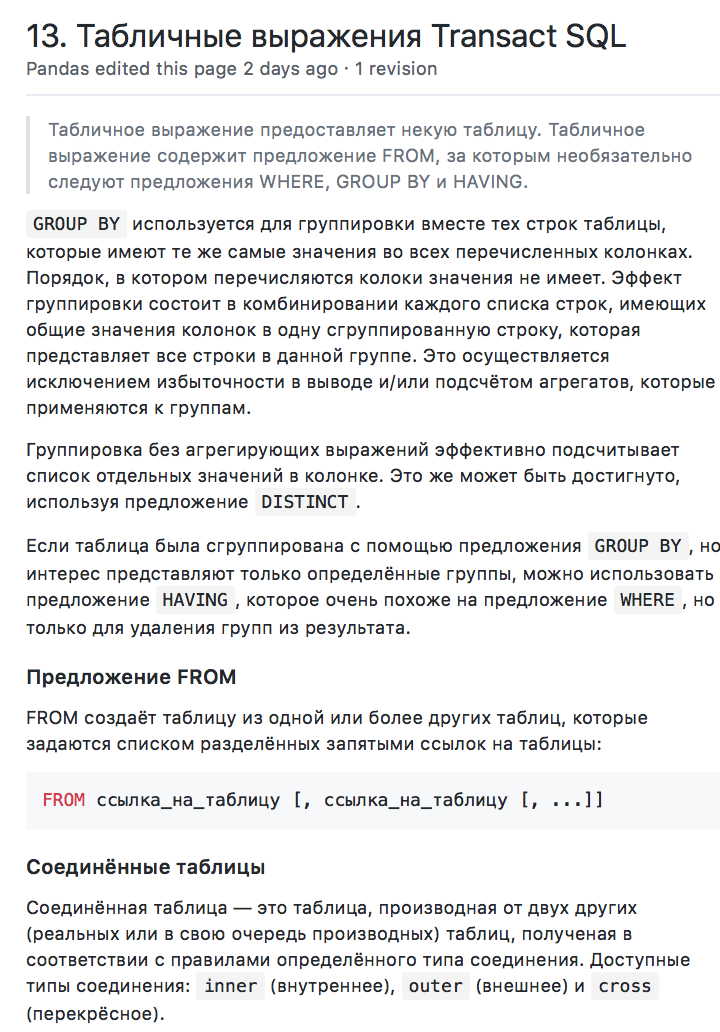 13. Табличные выражения Transact SQL
Pandas edited this page 2 days ago · 1 revision
Табличное выражение предоставляет некую таблицу. Табличное
выражение содержит предложение FROM, за которым необязательно
следуют предложения WHERE, GROUP BY и HAVING.
GROUP BY используется для группировки вместе тех строк таблицы,
которые имеют те же самые значения во всех перечисленных колонках.
Порядок, в котором перечисляются колоки значения не имеет. Эффект
группировки состоит в комбинировании каждого списка строк, имеющих
общие значения колонок в одну сгруппированную строку, которая
представляет все строки в данной группе. Это осуществляется
исключением избыточности в выводе и/или подсчётом агрегатов, которые
применяются к группам.
Группировка без агрегирующих выражений эффективно подсчитывает
список отдельных значений в колонке. Это же может быть достигнуто,
используя предложение DISTINCT.
Если таблица была сгруппирована с помощью предложения GROUP BY, но
интерес представляют только определённые группы, можно использовать
предложение HAVING, которое очень похоже на предложение WHERE, но
только для удаления групп из результата.
Предложение FROM
FROM создаёт таблицу из одной или более других таблиц, которые
задаются списком разделённых запятыми ссылок на таблицы:
FROM ссылка_на_таблицу [, ссылка_на_таблицу [, ...]]
Соединённые таблицы
Соединённая таблица — это таблица, производная от двух других
(реальных или в свою очередь производных) таблиц, полученая в
соответствии с правилами определённого типа соединения. Доступные
типы соединения: inner (внутреннее), outer (внешнее) и cross
(перекрёсное).